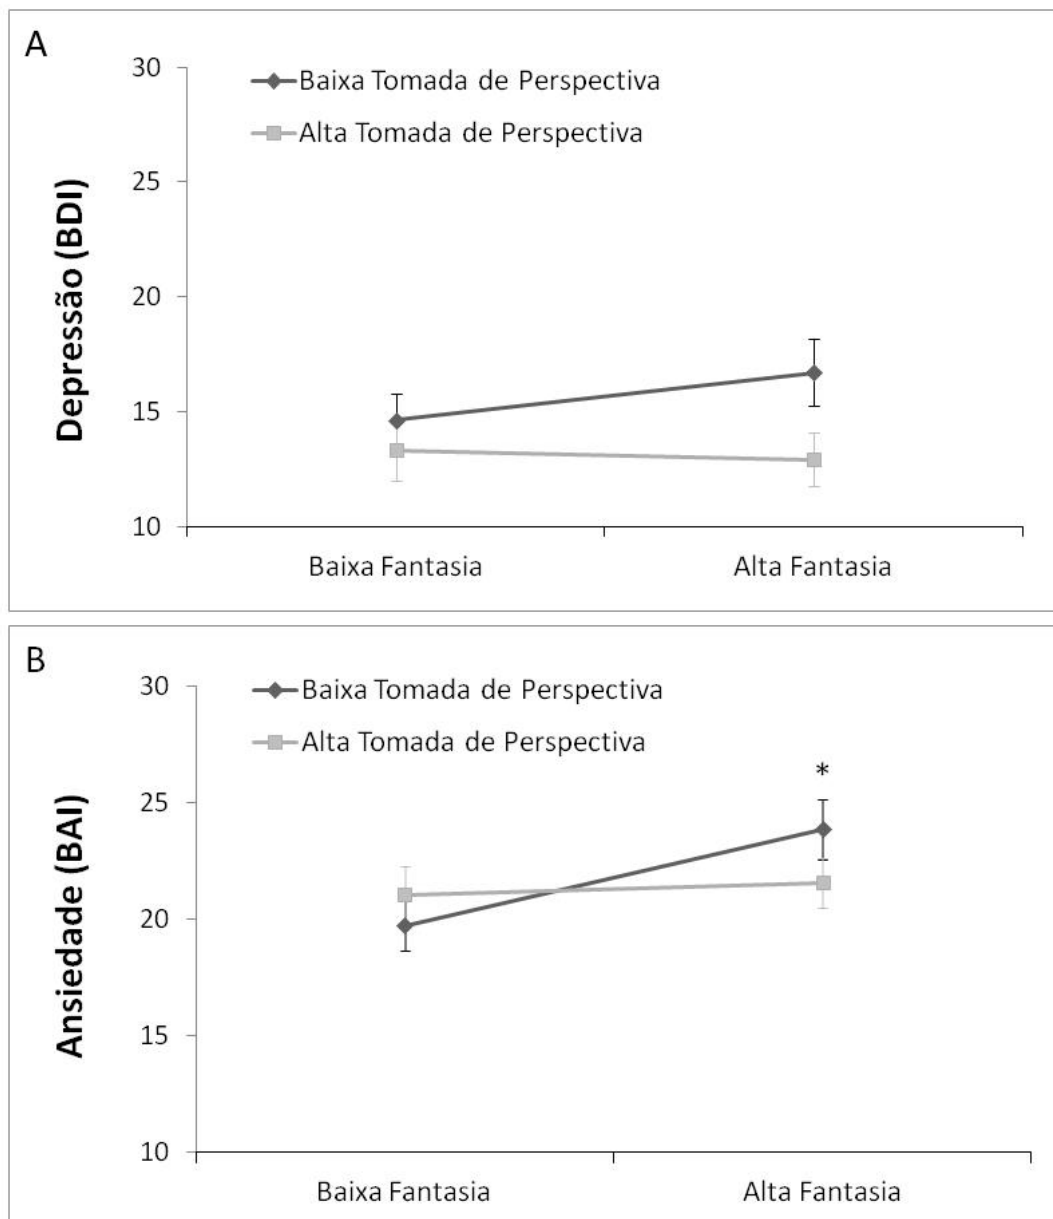 A
30
Baixa Tomada de Perspectiva
Alta Tomada de Perspectiva
25
20
15
10
Depressão (BDI)
Baixa Fantasia
Alta Fantasia
B
30
Baixa Tomada de Perspectiva
Alta Tomada de Perspectiva
*
25
20
15
10
Ansiedade (BAI)
Baixa Fantasia
Alta Fantasia